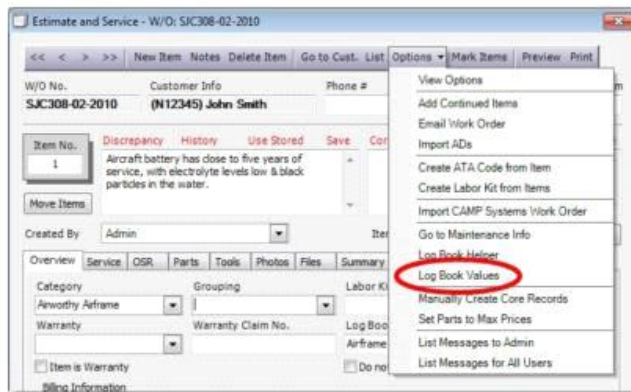 Estimate and Service - W/O: SJC308-02-2010
<< < > >> New Item Notes Delete Item Go to Cust. List Options Mark Items Preview Print
W/O No. Customer Info Phone #
SJC308-02-2010 (N12345) John Smith
Item No. Discrepancy History Use Stored Save
1
Aircraft battery has close to five years of
service, with electrolyte levels low & black
particles in the water.
Move Items
Created By Admin
Overview Service OSR Parts Tools Photos Files Summary
Category Grouping
Airworthy Airframe
Warranty Warranty Claim No.
Airframe
Item is Warranty
Billing Information
View Options
Add Continued Items
Email Work Order
Import ADs
Create ATA Code from Item
Create Labor Kit from Items
Import CAMP Systems Work Order
Go to Maintenance Info
Log Book Helper
Log Book Values
Manually Create Core Records
Set Parts to Max Prices
List Messages to Admin
List Messages for All Users